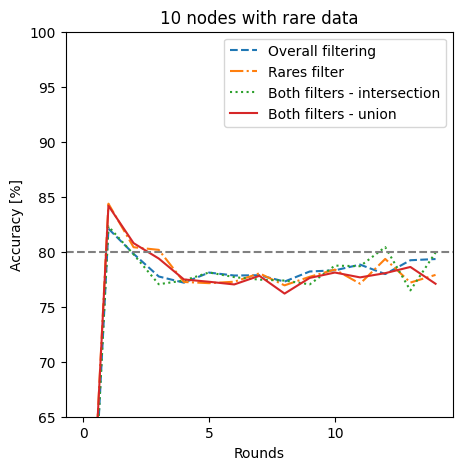 10 nodes with rare data
Overall filtering
Rares filter
Both filters - intersection
Both filters - union
Accuracy [%]
100
95
90
85
80
75
70
65
0
5
10
Rounds